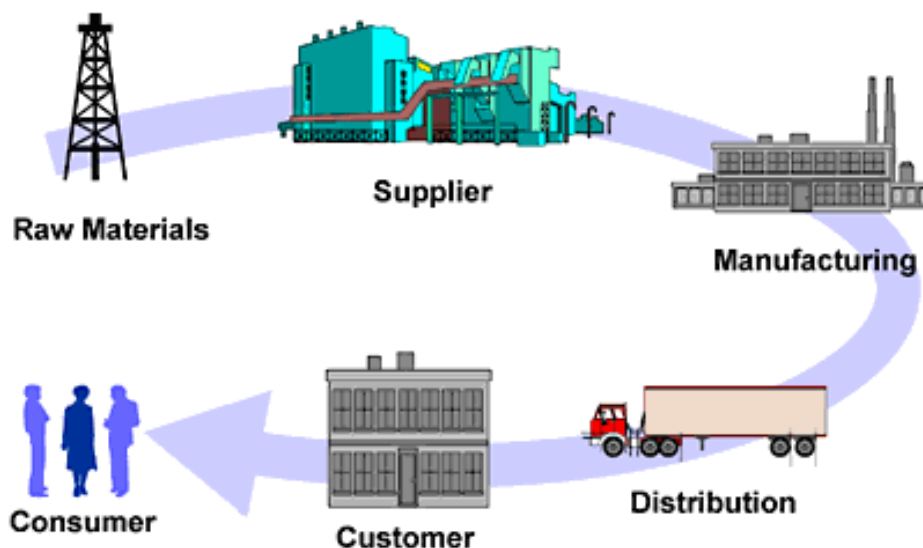 Raw Materials
Supplier
Manufacturing
Distribution
Customer
Consumer